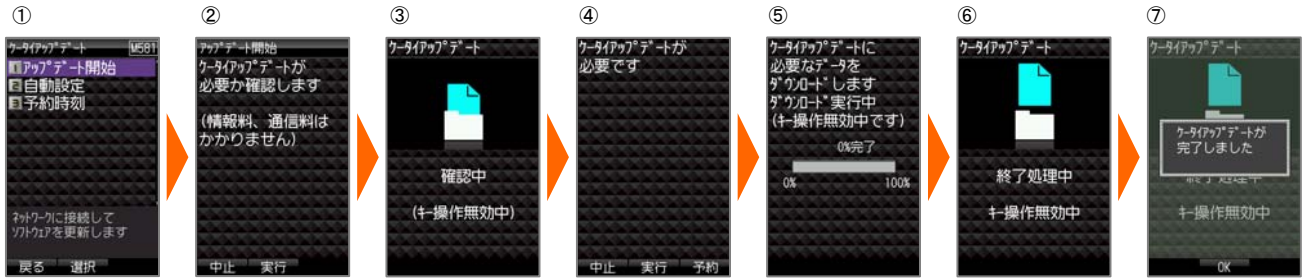 ①
ｹｰﾀｲｱｯﾌﾟﾃﾞｰﾄ M581
1 ｱｯﾌﾟﾃﾞｰﾄ開始
2 自動設定
3 予約時刻
ﾈｯﾄﾜｰｸに接続して
ｿﾌﾄｳｪｱを更新します
戻る 選択
②
ｱｯﾌﾟﾃﾞｰﾄ開始
ｹｰﾀｲｱｯﾌﾟﾃﾞｰﾄが
必要か確認します
(情報料、通信料は
かかりません)
中止 実行
③
ｹｰﾀｲｱｯﾌﾟﾃﾞｰﾄ
確認中
(ｷｰ操作無効中)
④
ｹｰﾀｲｱｯﾌﾟﾃﾞｰﾄが
必要です
中止 実行 予約
⑤
ｹｰﾀｲｱｯﾌﾟﾃﾞｰﾄに
必要なﾃﾞｰﾀを
ﾀﾞｳﾝﾛｰﾄﾞします
ﾀﾞｳﾝﾛｰﾄﾞ実行中
(ｷｰ操作無効中です)
0%完了
0% 100%
⑥
ｹｰﾀｲｱｯﾌﾟﾃﾞｰﾄ
終了処理中
ｷｰ操作無効中
⑦
ｹｰﾀｲｱｯﾌﾟﾃﾞｰﾄ
ｹｰﾀｲｱｯﾌﾟﾃﾞｰﾄが
完了しました
終了処理中
ｷｰ操作無効中
OK